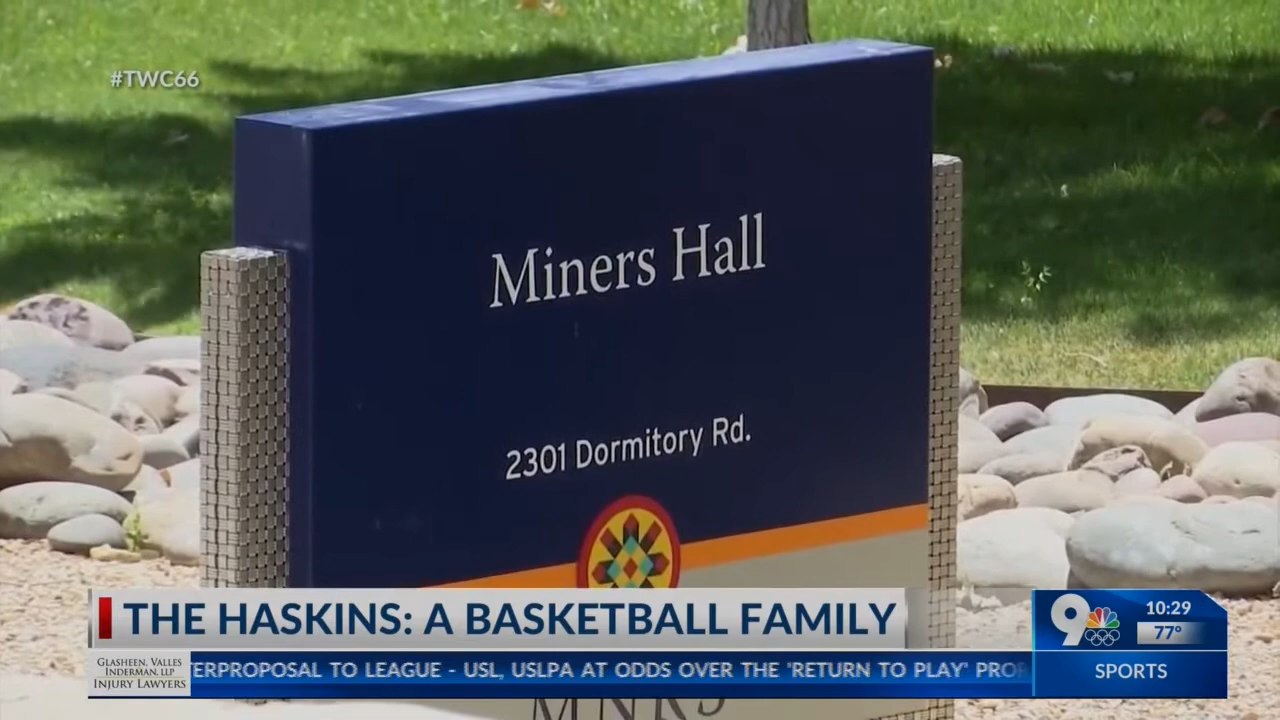 #TWC66
Miners Hall
2301 Dormitory Rd.
THE HASKINS: A BASKETBALL FAMILY
9
10:29
77°
GLASHEEN, VALLES
INDERMAN, LLP
INJURY LAWYERS
TERPROPOSAL TO LEAGUE - USL, USLPA AT ODDS OVER THE 'RETURN TO PLAY' PRO
SPORTS